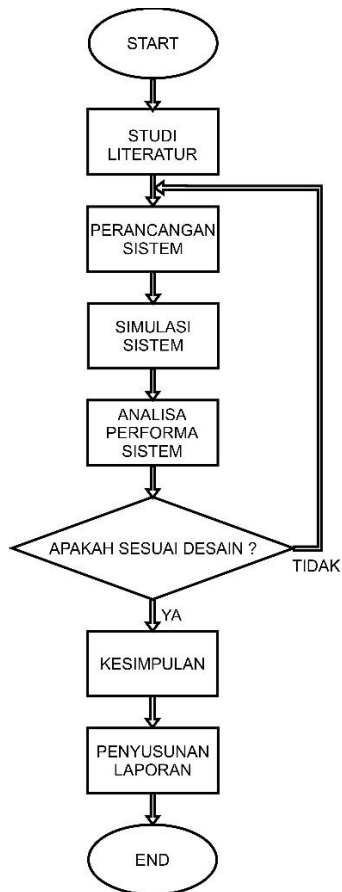 START
STUDI
LITERATUR
PERANCANGAN
SISTEM
SIMULASI
SISTEM
ANALISA
PERFORMA
SISTEM
APAKAH SESUAI DESAIN ?
TIDAK
YA
KESIMPULAN
PENYUSUNAN
LAPORAN
END